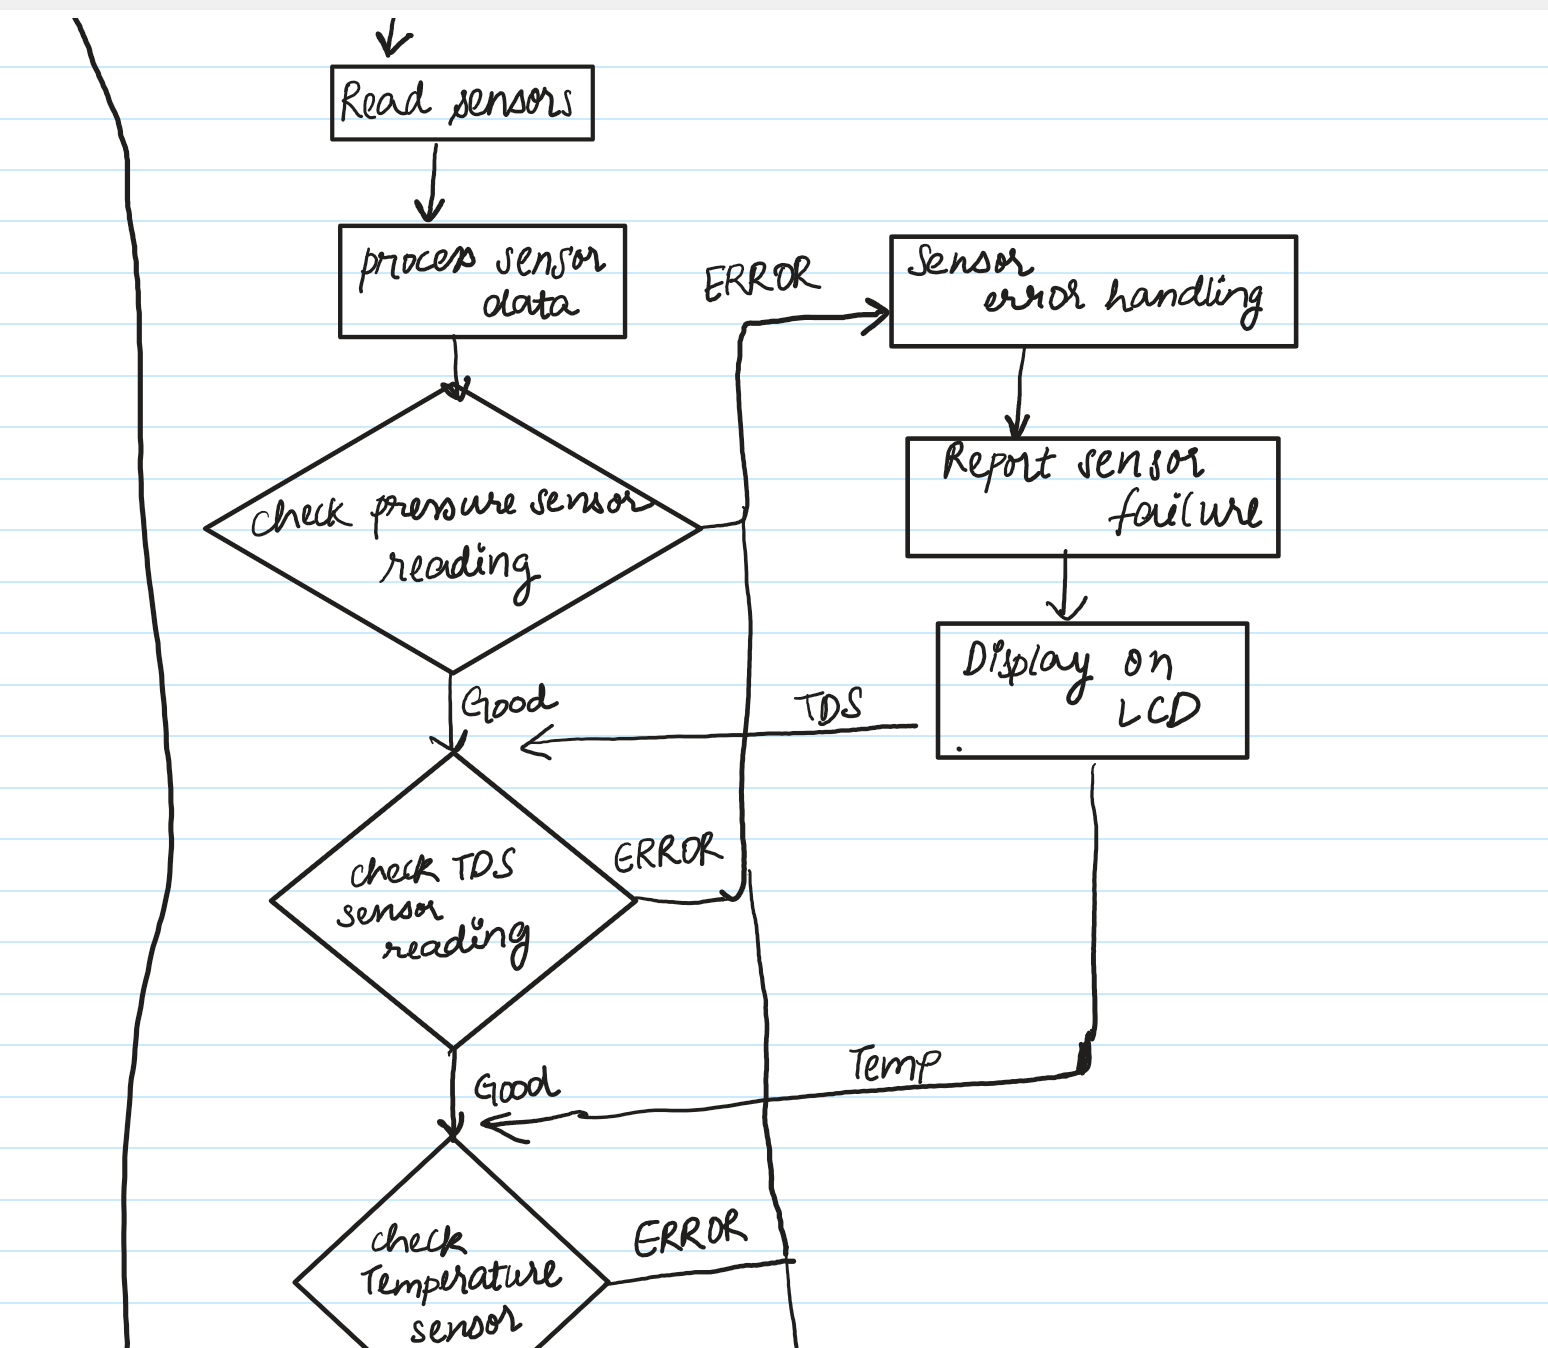 Read sensors
process sensor
data
ERROR
Sensor
error handling
Report sensor
failure
check pressure sensor
reading
Good
TDS
Display on
LCD
check TDS
sensor
reading
ERROR
Good
Temp
check
Temperature
sensor
ERROR